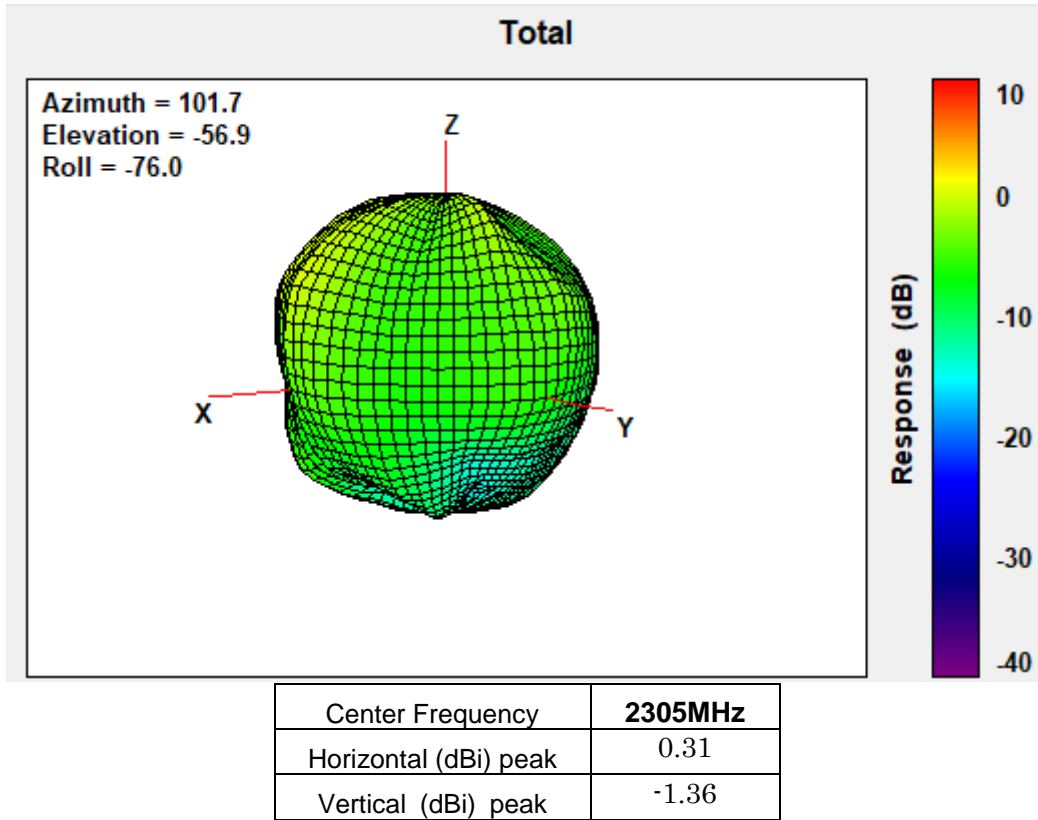 Total
Azimuth = 101.7
Elevation = -56.9
Roll = -76.0
Z
X
Y
10
0
-10
-20
-30
-40
Response (dB)
Center Frequency 2305MHz
Horizontal (dBi) peak 0.31
Vertical (dBi) peak -1.36